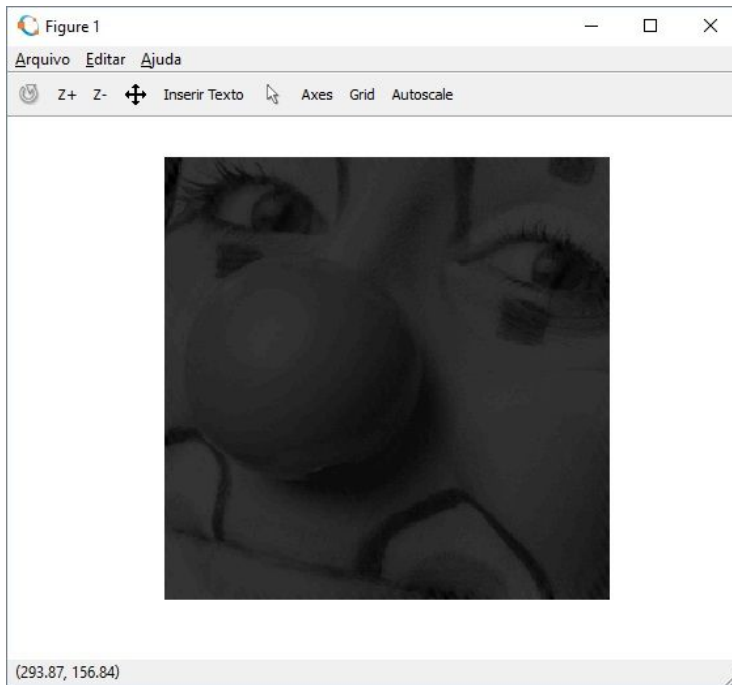 Figure 1
Arquivo Editar Ajuda
Z+ Z- Inserir Texto Axes Grid Autoscale
(293.87, 156.84)